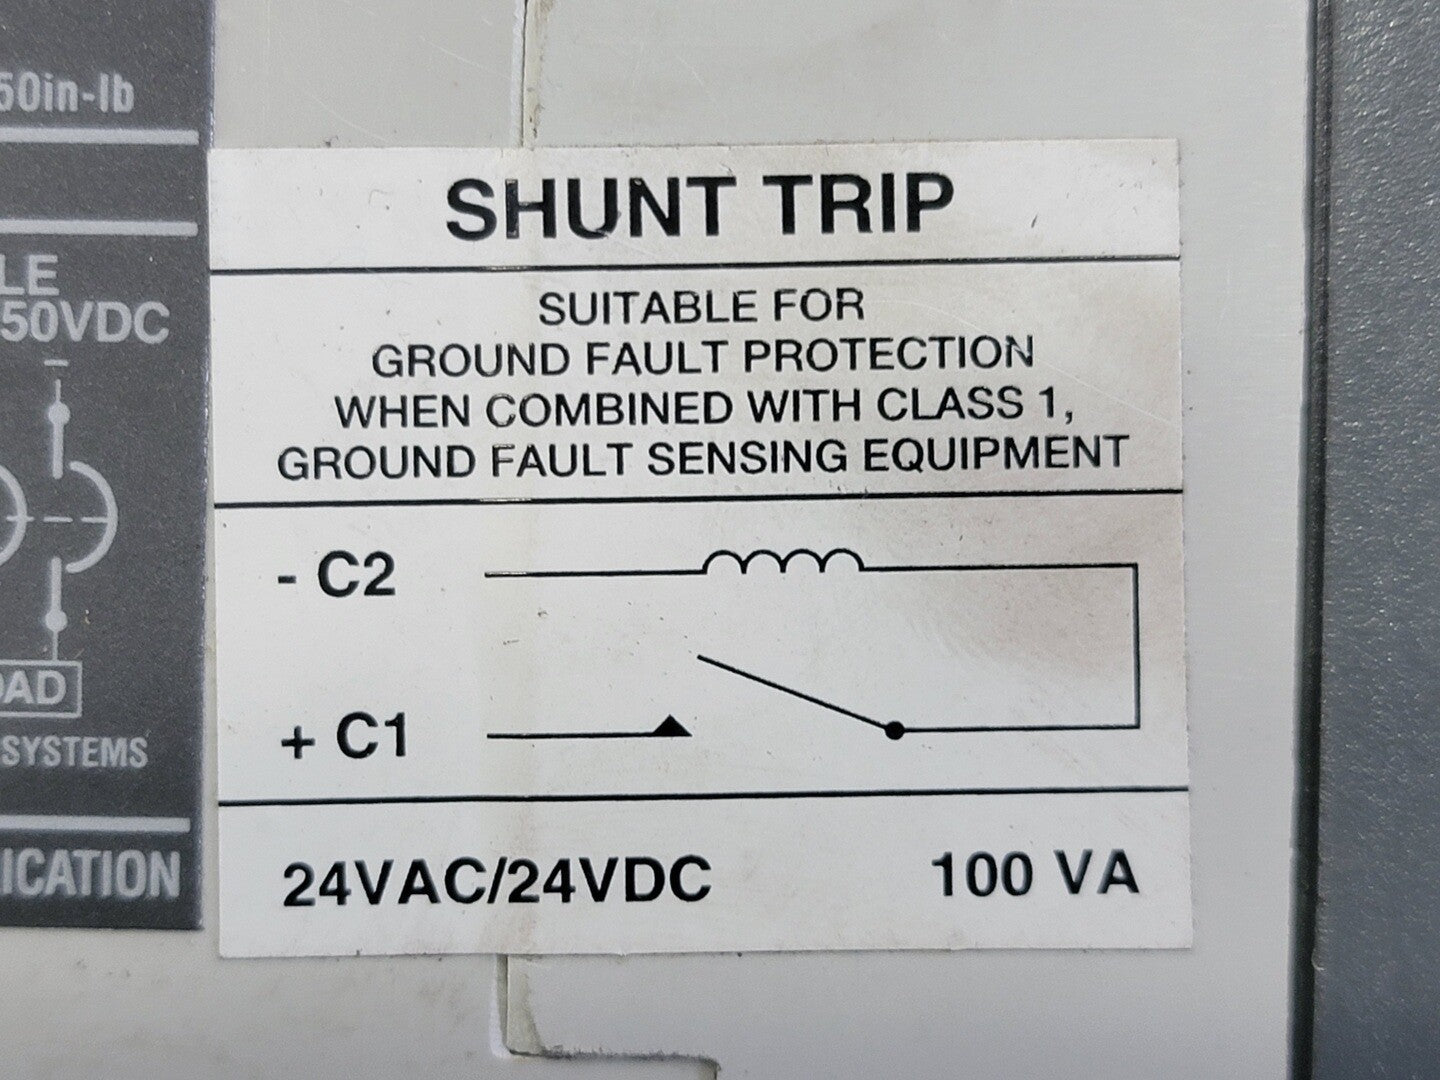 50in-lb
LE
50VDC
OAD
SYSTEMS
ICATION
SHUNT TRIP
SUITABLE FOR
GROUND FAULT PROTECTION
WHEN COMBINED WITH CLASS 1,
GROUND FAULT SENSING EQUIPMENT
- C2
+ C1
24VAC/24VDC 100 VA